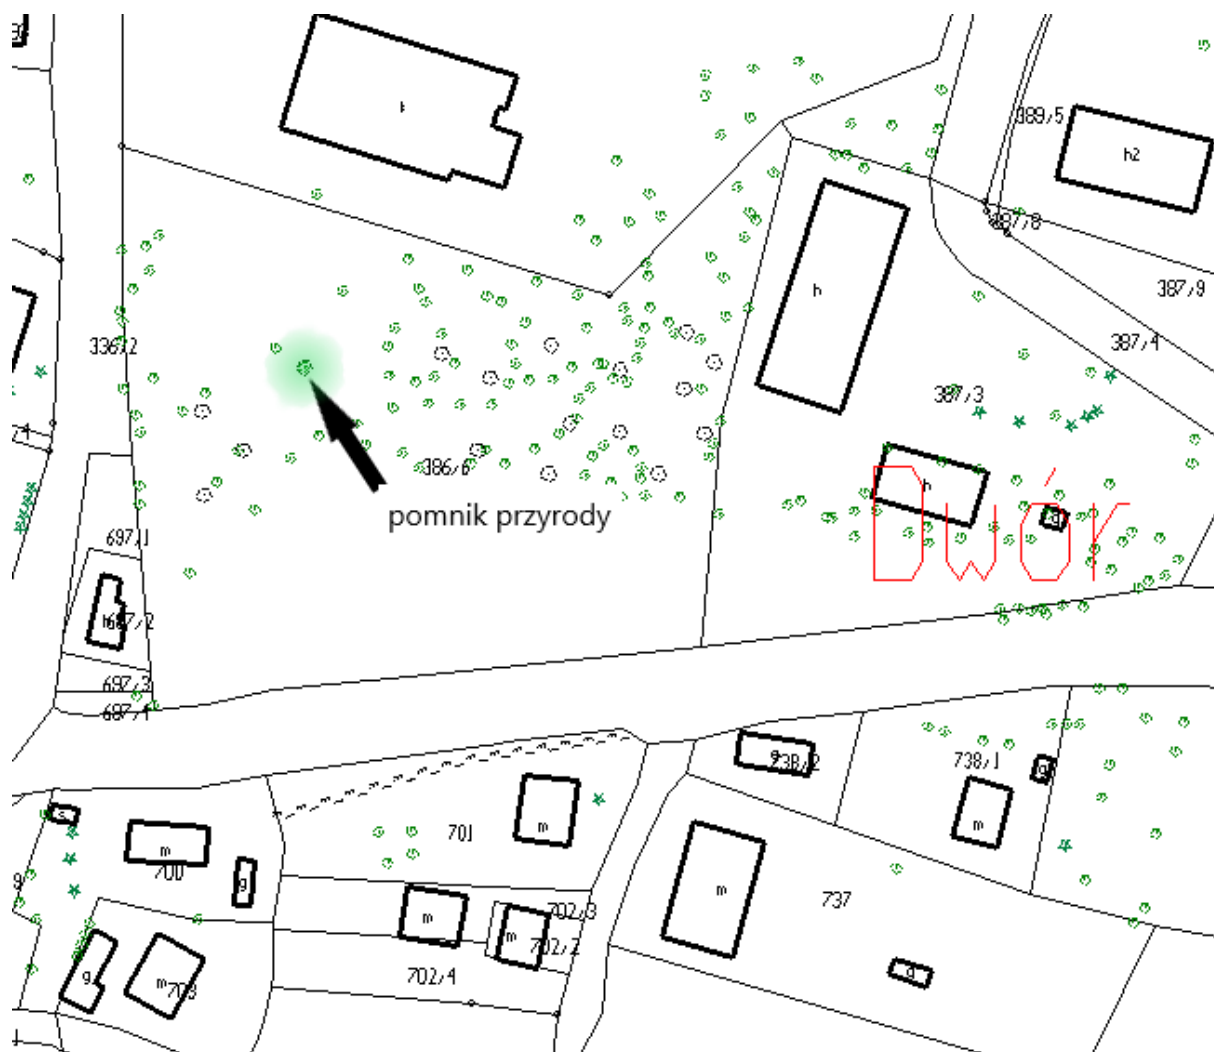 389/5
h2
387/8
h
387/9
336/2
387/4
387/3
386/6
h
pomnik przyrody
Dwór
697/1
697/2
697/3
697/4
738/2
738/1
g
m
m
701
m
700
g
m
737
m
702/3
m
702/2
g
m
703
702/4
g